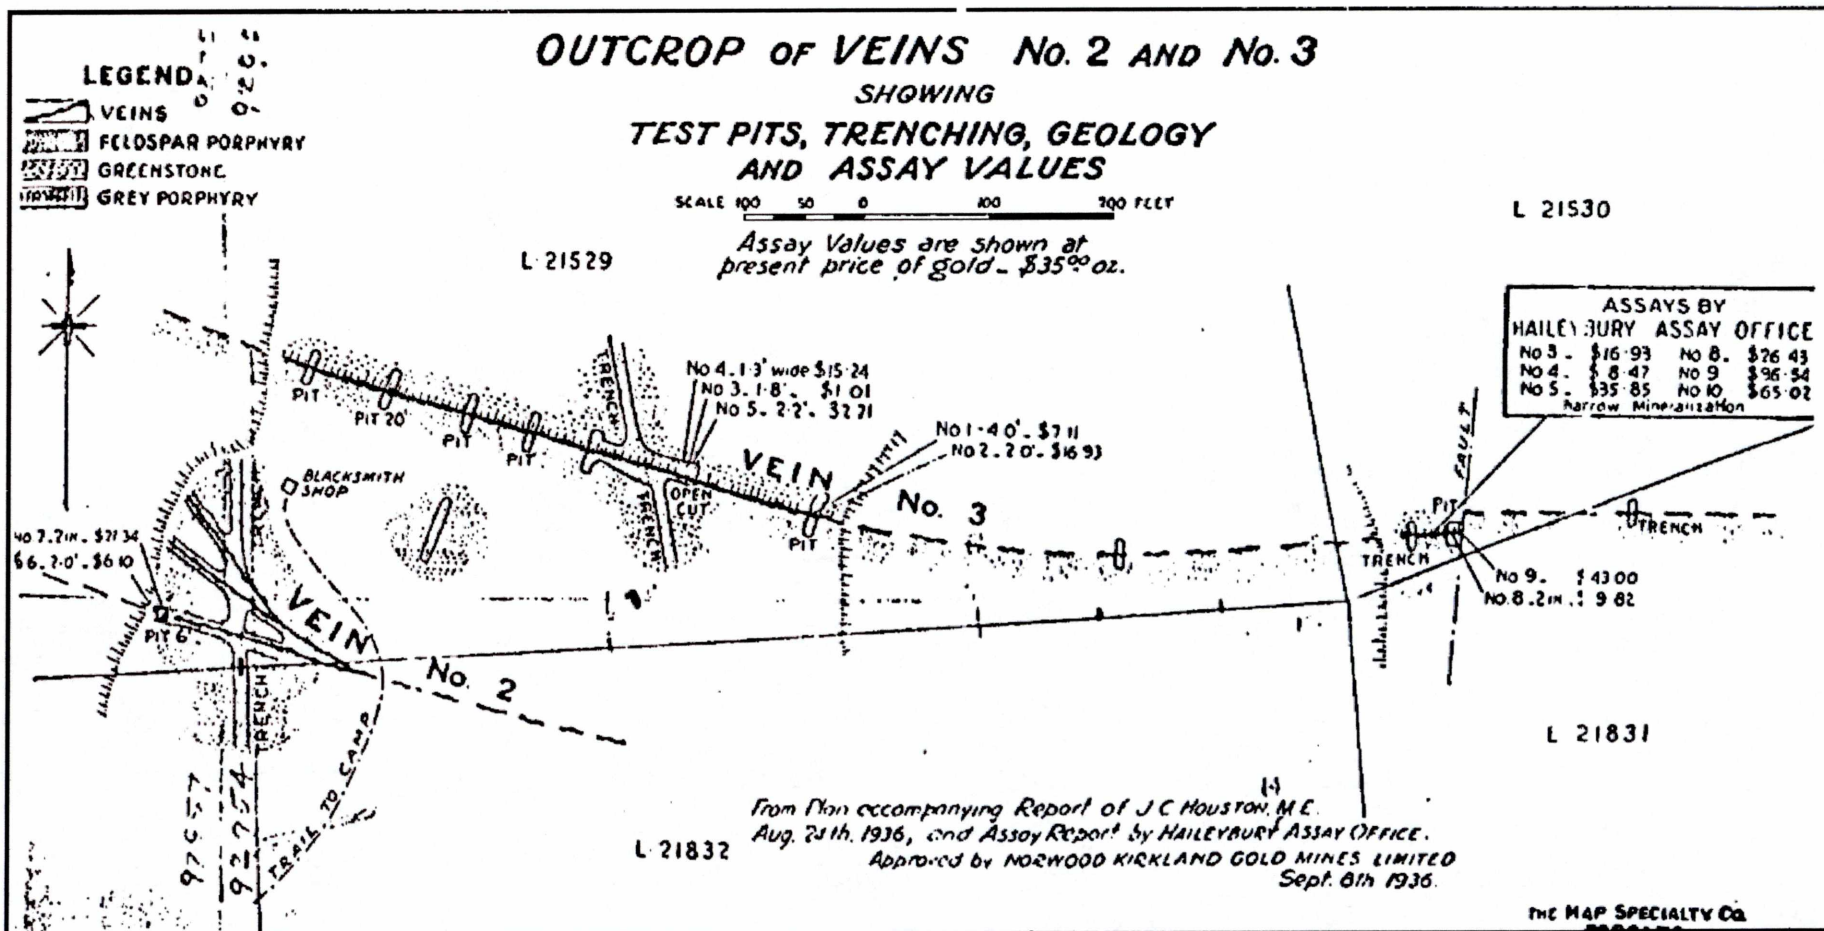 OUTCROP OF VEINS No. 2 AND No. 3
SHOWING
TEST PITS, TRENCHING, GEOLOGY
AND ASSAY VALUES
SCALE 100 50 0 100 200 FEET
Assay Values are shown at
present price of gold - $35.00 oz.
LEGEND
VEINS
FELDSPAR PORPHYRY
GREENSTONE
GREY PORPHYRY
L 21529
L 21530
ASSAYS BY
HAILEYBURY ASSAY OFFICE
No 3 - $16.93 No 8 - $26.43
No 4 - $8.47 No 9 $96.54
No 5 - $35.85 No 10 $65.02
Narrow Mineralization
PIT
PIT 20'
PIT
PIT
TRENCH
No 4 - 1.3' wide $15.24
No 3 - 1.8' - $1.01
No 5 - 2.2' - 32.21
VEIN
No. 3
No 1 - 4.0' - $7.11
No 2 - 2.0' - $16.93
OPEN
CUT
TRENCH
PIT
FAULT
PIT
TRENCH
TRENCH
No 9 - $43.00
No. 8 - 2 IN - $9.82
BLACKSMITH
SHOP
TRENCH
No 7 - 2 IN - $21.34
$6 - 2.0' - $6.10
PIT 6'
VEIN
No. 2
TRENCH
TRAIL TO CAMP
L 21832
L 21831
From Plan accompanying Report of J C HOUSTON, M.E.
Aug. 1936, and Assay Report by HAILEYBURY ASSAY OFFICE.
Approved by NORWOOD KIRKLAND GOLD MINES LIMITED
Sept. 8th 1936.
THE MAP SPECIALTY CO.